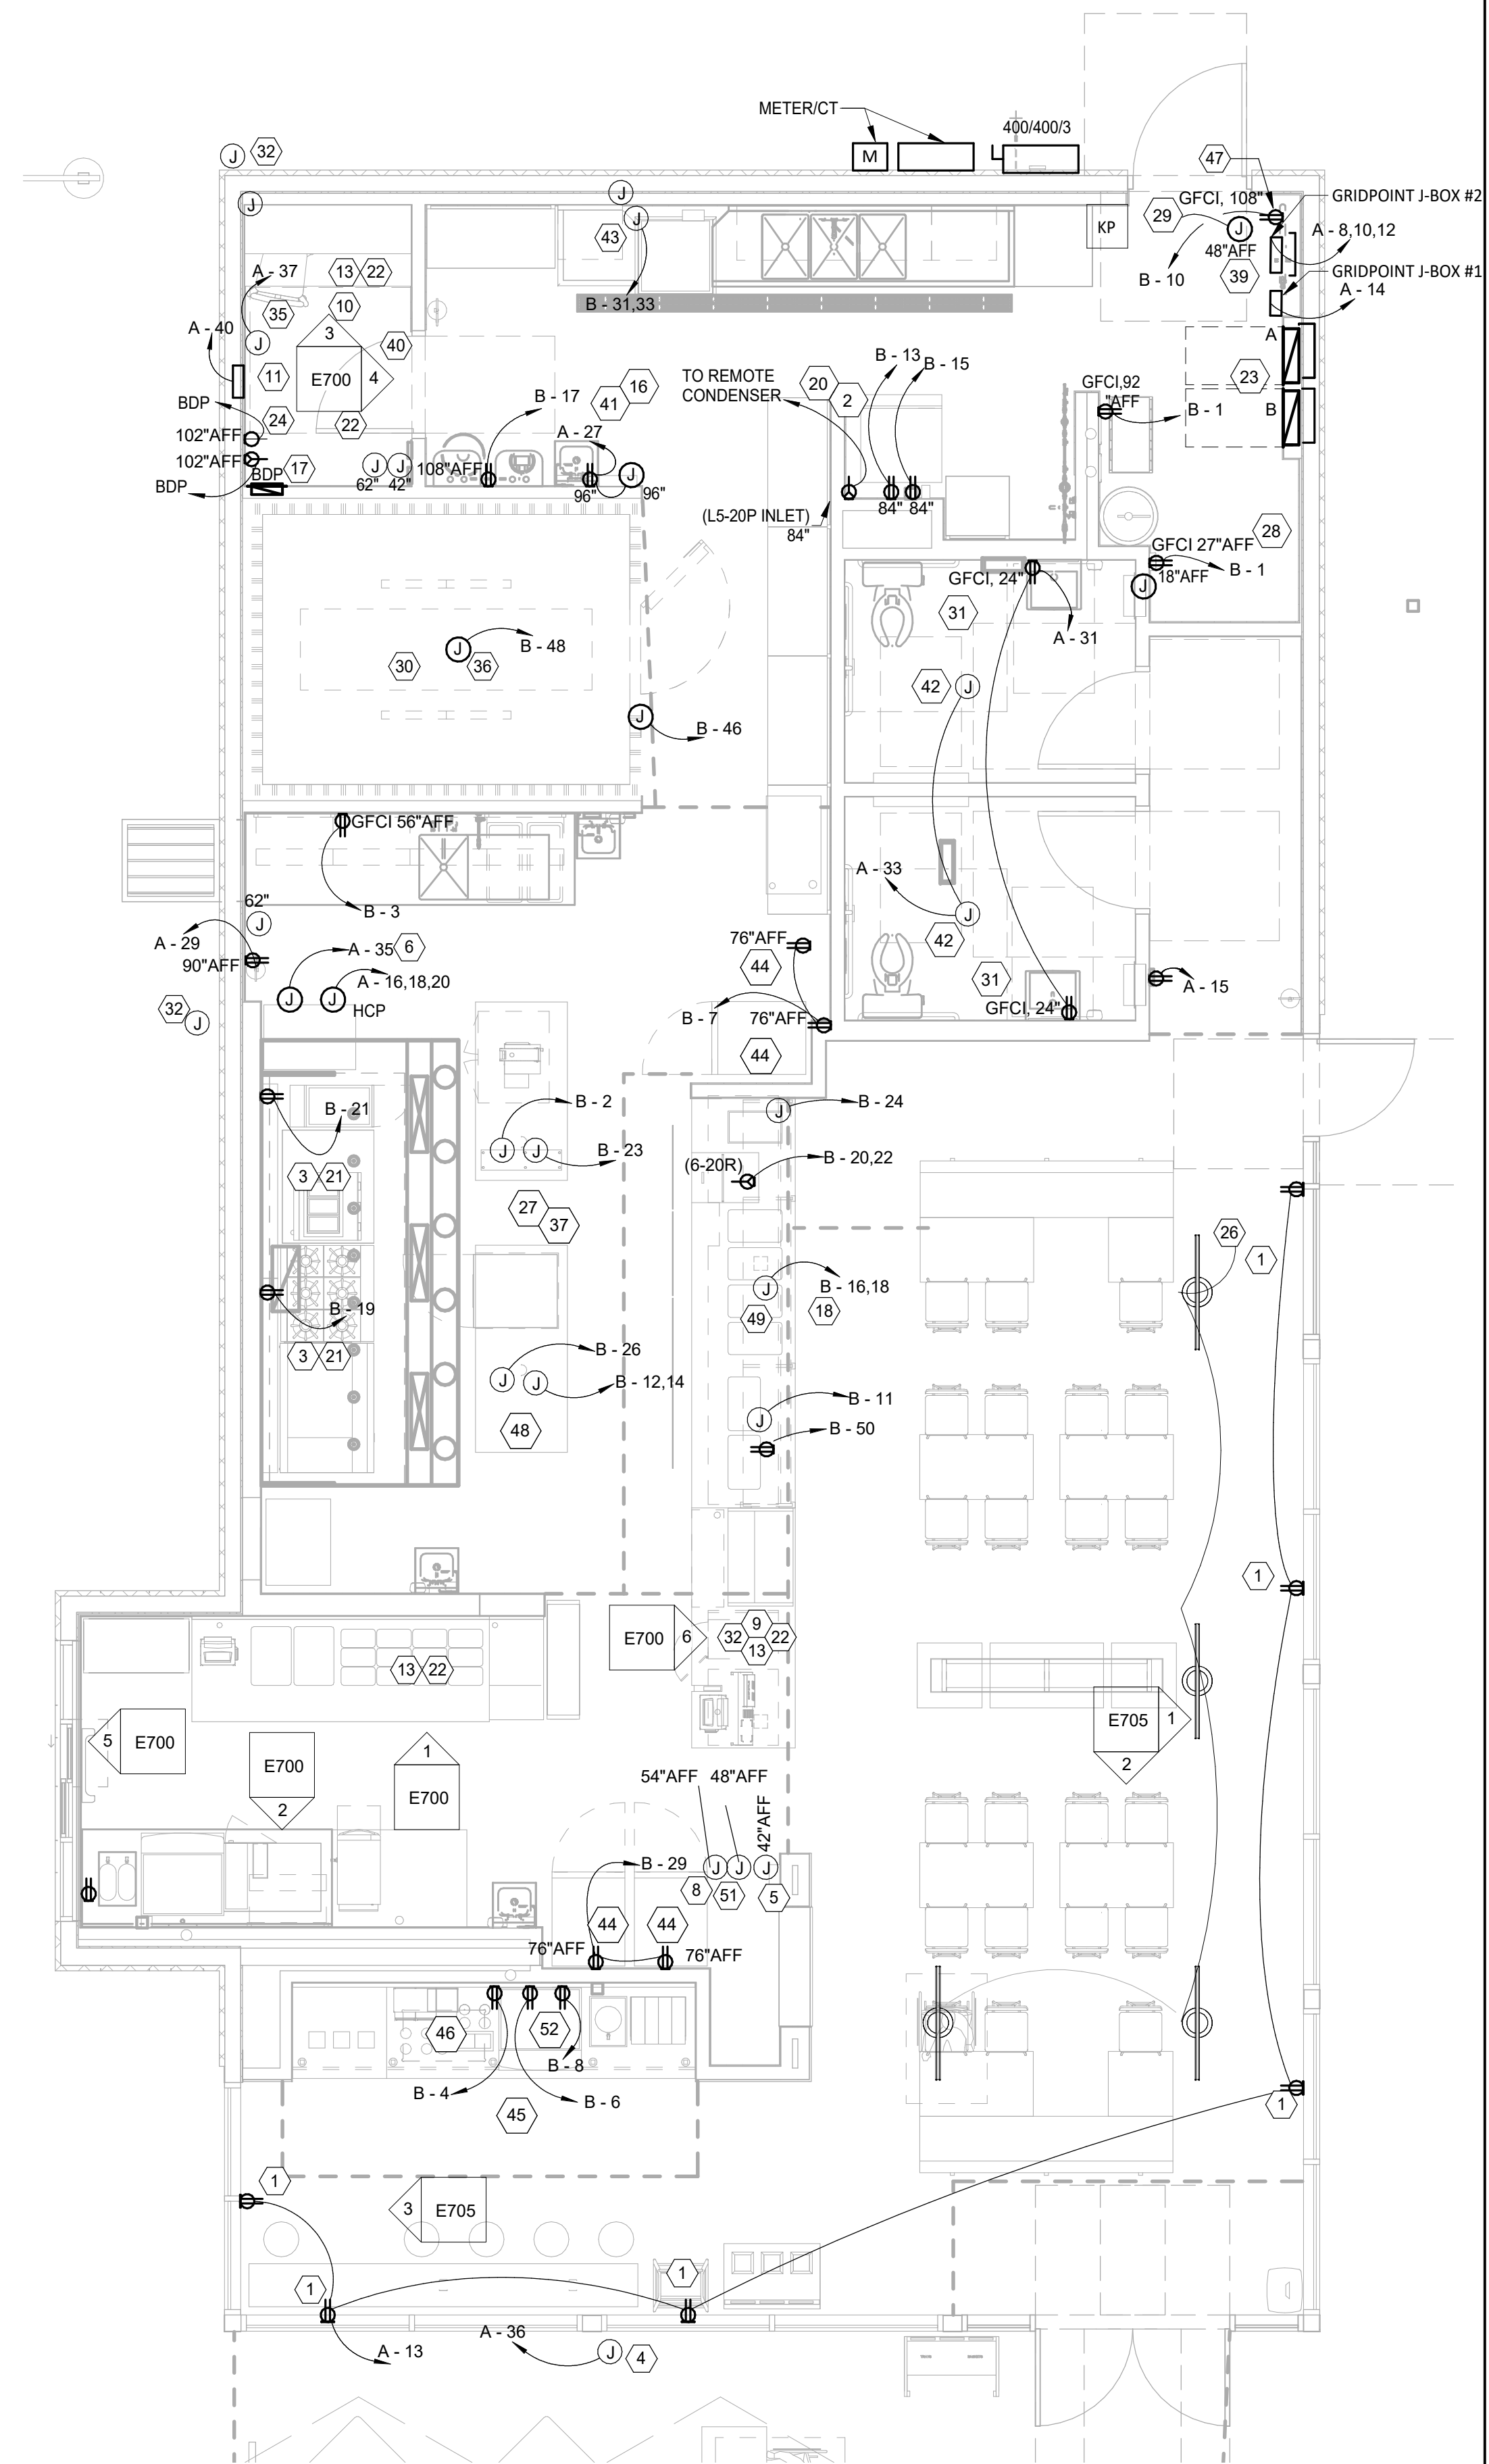 METER/CT
M
400/400/3
J
32
J
J
J
43
B - 31,33
KP
47
GFCI, 108"
GRIDPOINT J-BOX #2
29
J
48"AFF
A - 8,10,12
B - 10
39
GRIDPOINT J-BOX #1
A - 14
A - 37
13
22
35
10
A - 40
J
3
E700
4
40
11
A
23
B
BDP
24
22
102"AFF
102"AFF
BDP
17
BDP
J
J
62"
42"
108"AFF
B - 17
16
41
A - 27
J
96"
96"
TO REMOTE
CONDENSER
20
2
B - 13
B - 15
GFCI,92
"AFF
B - 1
(L5-20P INLET)
84"
84"
84"
28
GFCI 27"AFF
B - 1
18"AFF
J
GFCI, 24"
31
A - 31
J
B - 48
30
36
42
J
J
B - 46
GFCI 56"AFF
B - 3
A - 33
J
42
62"
J
A - 29
90"AFF
A - 35
6
A - 16,18,20
J
J
HCP
32
J
76"AFF
44
B - 7
76"AFF
44
31
GFCI, 24"
A - 15
B - 21
B - 2
J
J
B - 23
J
B - 24
(6-20R)
B - 20,22
3
21
27
37
26
1
B - 16,18
J
49
18
B - 19
3
21
B - 26
J
J
B - 12,14
48
B - 11
J
B - 50
1
E700
6
9
32
22
13
13
22
5
E700
E700
2
1
E700
E705
1
2
54"AFF
48"AFF
42"AFF
B - 29
J
J
J
8
51
5
44
44
76"AFF
76"AFF
46
52
B - 8
B - 4
B - 6
45
1
1
3
E705
1
1
A - 13
A - 36
J
4